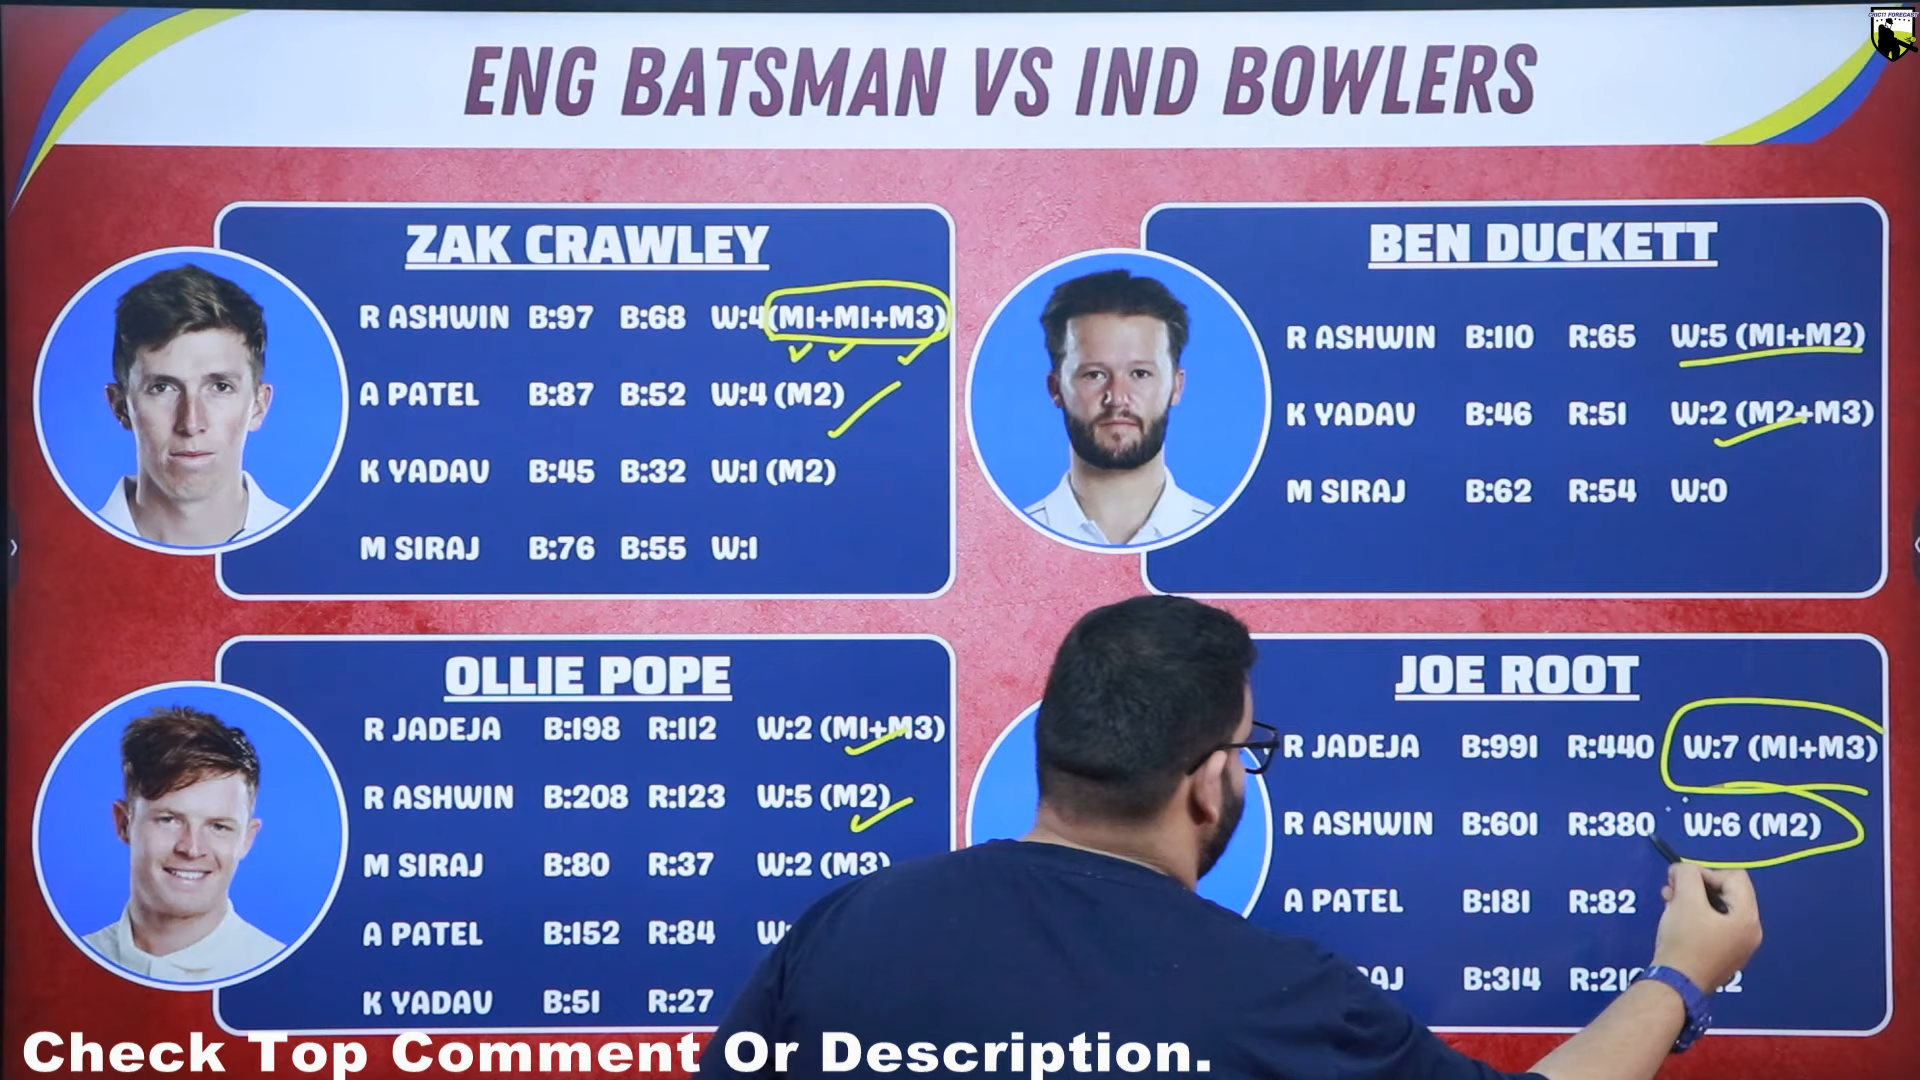 CRICIT FORECAST
ENG BATSMAN VS IND BOWLERS
ZAK CRAWLEY
R ASHWIN B:97 B:68 W:4 (M1+M1+M3)
A PATEL B:87 B:52 W:4 (M2)
K YADAV B:45 B:32 W:1 (M2)
M SIRAJ B:76 B:55 W:1
BEN DUCKETT
R ASHWIN B:110 R:65 W:5 (M1+M2)
K YADAV B:46 R:51 W:2 (M2+M3)
M SIRAJ B:62 R:54 W:0
OLLIE POPE
R JADEJA B:198 R:112 W:2 (M1+M3)
R ASHWIN B:208 R:123 W:5 (M2)
M SIRAJ B:80 R:37 W:2 (M3)
A PATEL B:152 R:84 W:
K YADAV B:51 R:27
JOE ROOT
R JADEJA B:991 R:440 W:7 (M1+M3)
R ASHWIN B:601 R:380 W:6 (M2)
A PATEL B:181 R:82
AJ B:314
Check Top Comment Or Description.